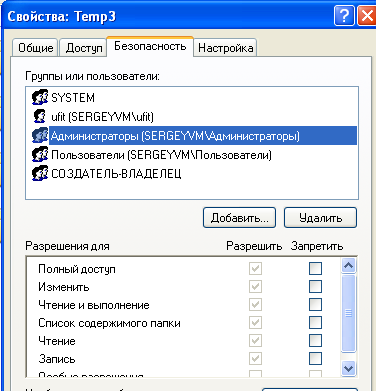 Свойства: Temp3
Общие Доступ Безопасность Настройка
Группы или пользователи:
SYSTEM
ufit (SERGEYVM\ufit)
Администраторы (SERGEYVM\Администраторы)
Пользователи (SERGEYVM\Пользователи)
СОЗДАТЕЛЬ-ВЛАДЕЛЕЦ
Добавить... Удалить
Разрешения для Разрешить Запретить
Полный доступ
Изменить
Чтение и выполнение
Список содержимого папки
Чтение
Запись
Особые разрешения